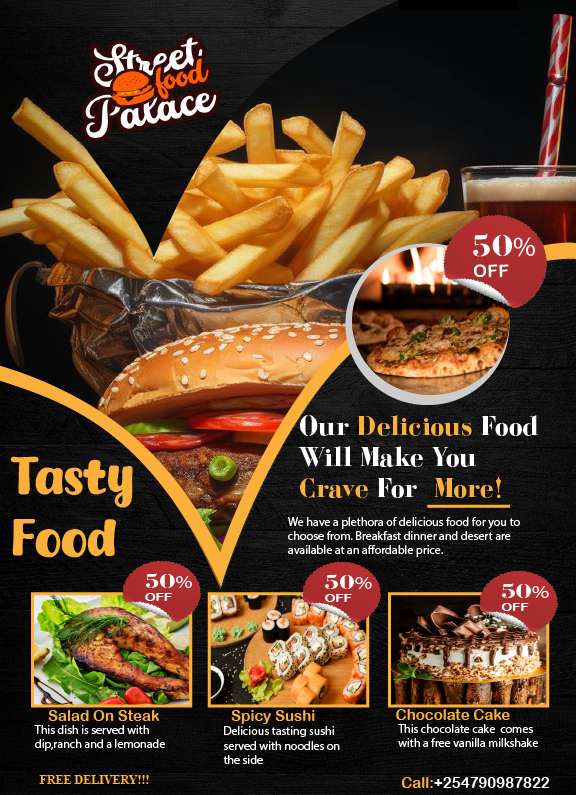 Street
food
Palace
50%
OFF
Our Delicious Food
Will Make You
Crave For More!
Tasty
Food
We have a plethora of delicious food for you to
choose from. Breakfast dinner and desert are
available at an affordable price.
50%
OFF
50%
OFF
50%
OFF
Salad On Steak
This dish is served with
dip,ranch and a lemonade
Spicy Sushi
Delicious tasting sushi
served with noodles on
the side
Chocolate Cake
This chocolate cake comes
with a free vanilla milkshake
FREE DELIVERY!!!
Call:+254790987822